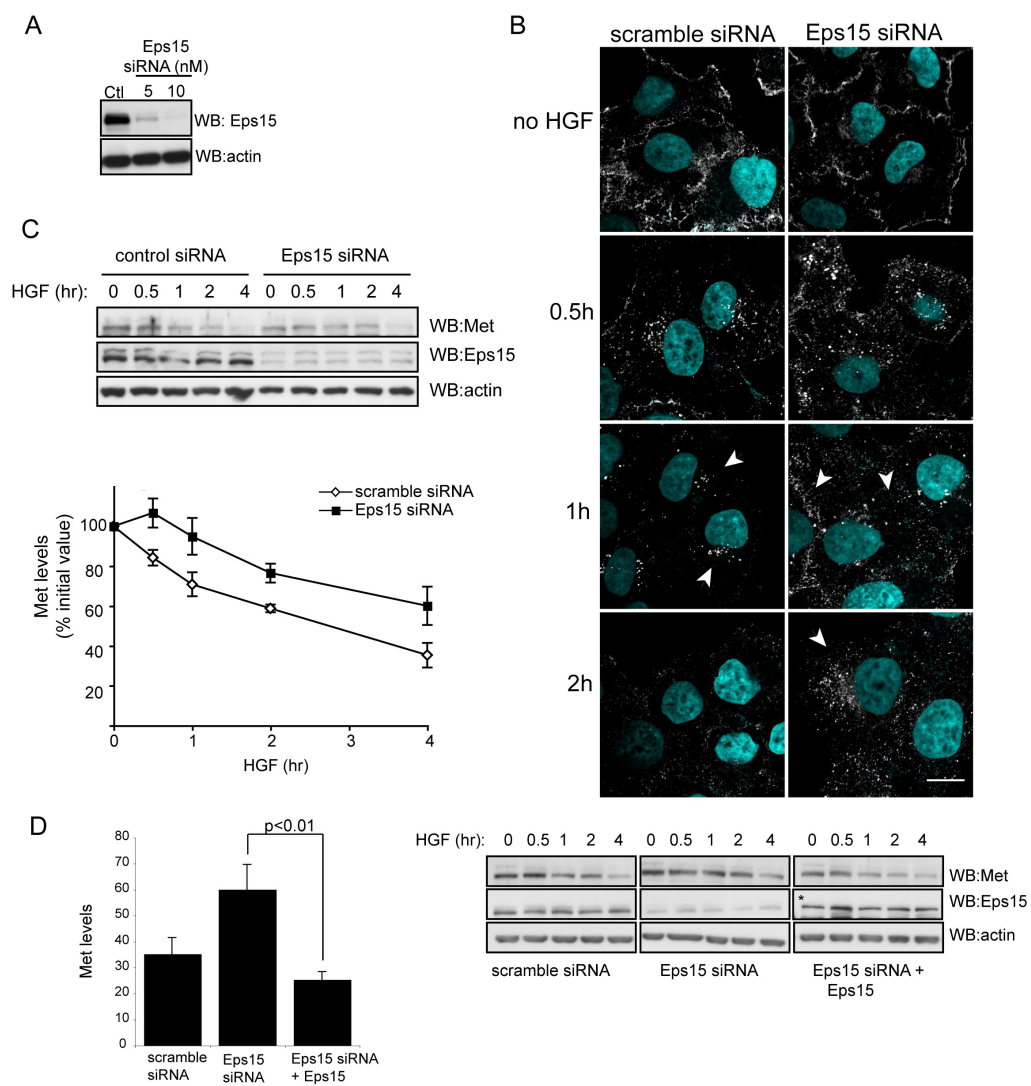 A
Eps15
siRNA (nM)
Ctl 5 10
WB: Eps15
WB:actin
B
scramble siRNA Eps15 siRNA
no HGF
0.5h
1h
2h
C
control siRNA Eps15 siRNA
HGF (hr): 0 0.5 1 2 4 0 0.5 1 2 4
WB:Met
WB:Eps15
WB:actin
scramble siRNA
Eps15 siRNA
Met levels
(% initial value)
100
80
60
40
20
0 1 2 3 4
HGF (hr)
D
p<0.01
Met levels
80
70
60
50
40
30
20
10
0
scramble
siRNA
Eps15
siRNA
Eps15 siRNA
+ Eps15
HGF (hr): 0 0.5 1 2 4 0 0.5 1 2 4 0 0.5 1 2 4
WB:Met
*
WB:Eps15
WB:actin
scramble siRNA Eps15 siRNA Eps15 siRNA +
Eps15